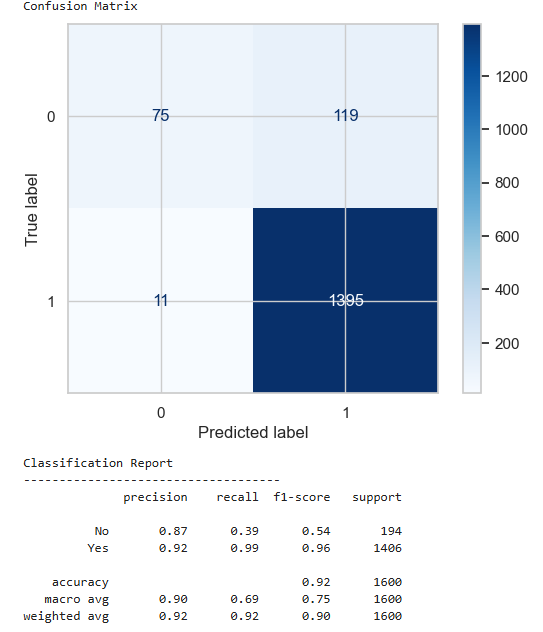 Confusion Matrix
0 75 119
1 11 1395
True label
0 1
Predicted label
1200
1000
800
600
400
200
Classification Report
------------------------------------
precision recall f1-score support
No 0.87 0.39 0.54 194
Yes 0.92 0.99 0.96 1406
accuracy 0.92 1600
macro avg 0.90 0.69 0.75 1600
weighted avg 0.92 0.92 0.90 1600